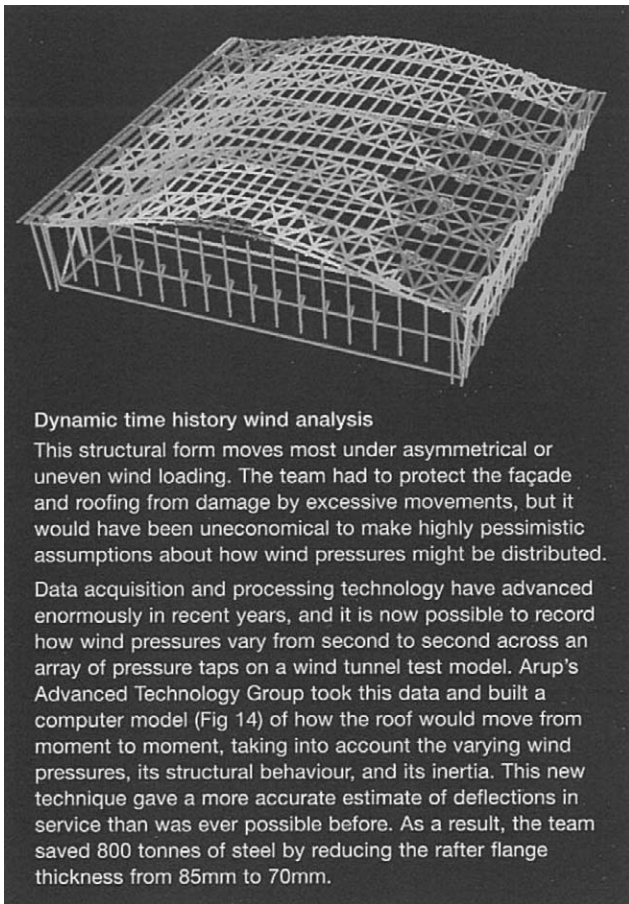 Dynamic time history wind analysis
This structural form moves most under asymmetrical or
uneven wind loading. The team had to protect the façade
and roofing from damage by excessive movements, but it
would have been uneconomical to make highly pessimistic
assumptions about how wind pressures might be distributed.
Data acquisition and processing technology have advanced
enormously in recent years, and it is now possible to record
how wind pressures vary from second to second across an
array of pressure taps on a wind tunnel test model. Arup's
Advanced Technology Group took this data and built a
computer model (Fig 14) of how the roof would move from
moment to moment, taking into account the varying wind
pressures, its structural behaviour, and its inertia. This new
technique gave a more accurate estimate of deflections in
service than was ever possible before. As a result, the team
saved 800 tonnes of steel by reducing the rafter flange
thickness from 85mm to 70mm.